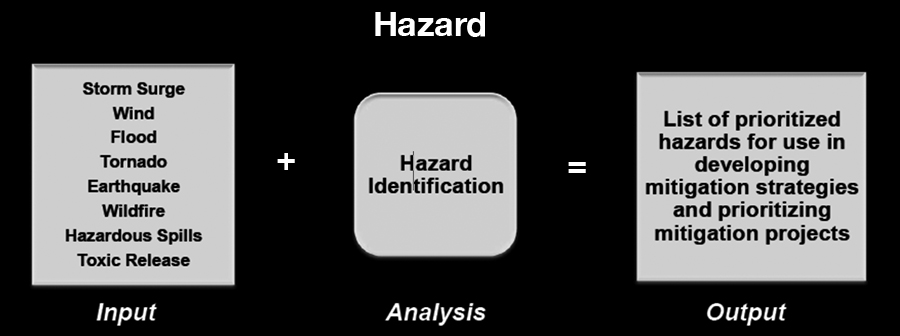 Hazard
Storm Surge
Wind
Flood
Tornado
Earthquake
Wildfire
Hazardous Spills
Toxic Release
Input
+
Hazard
Identification
Analysis
=
List of prioritized
hazards for use in
developing
mitigation strategies
and prioritizing
mitigation projects
Output